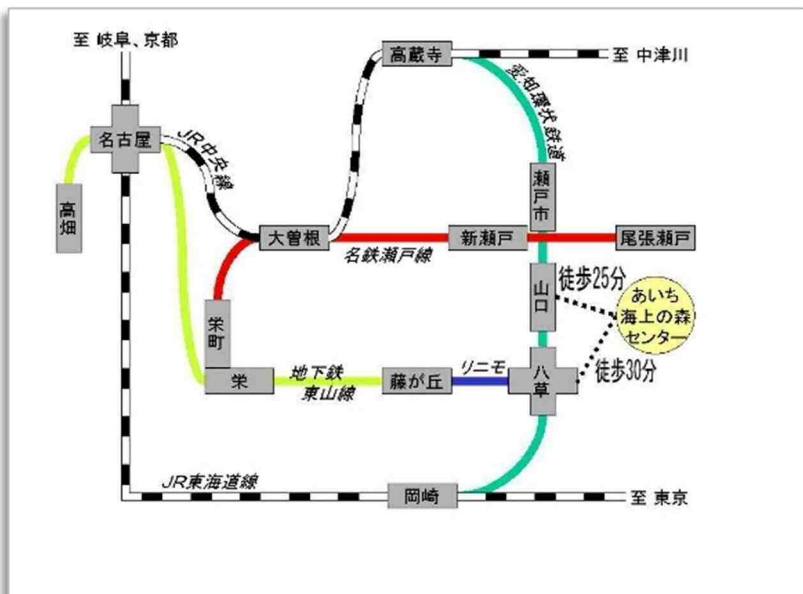 至 岐阜、京都
高蔵寺
至 中津川
名古屋
JR中央線
愛知環状鉄道
高畑
瀬戸市
大曽根
新瀬戸
尾張瀬戸
名鉄瀬戸線
山口
徒歩25分
あいち
海上の森
センター
栄町
徒歩30分
栄
地下鉄
東山線
藤が丘
リニモ
八草
JR東海道線
岡崎
至 東京